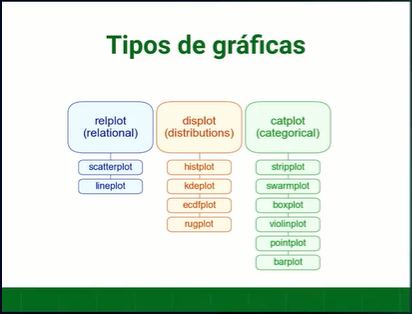 Tipos de gráficas
relplot
(relational)
displot
(distributions)
catplot
(categorical)
scatterplot
lineplot
histplot
kdeplot
ecdfplot
rugplot
stripplot
swarmplot
boxplot
violinplot
pointplot
barplot